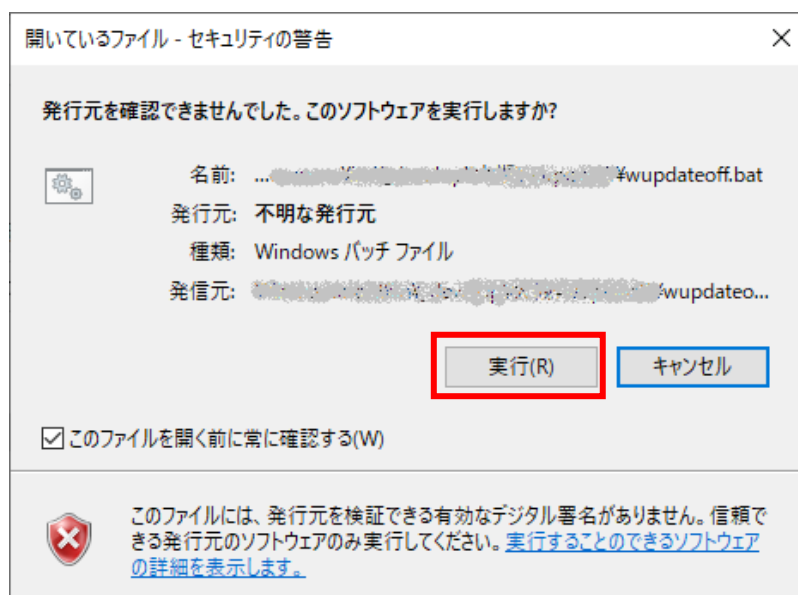 開いているファイル - セキュリティの警告
発行元を確認できませんでした。このソフトウェアを実行しますか?
名前: ...¥wupdateoff.bat
発行元: 不明な発行元
種類: Windows バッチ ファイル
発信元: ¥wupdateo...
実行(R) キャンセル
このファイルを開く前に常に確認する(W)
このファイルには、発行元を検証できる有効なデジタル署名がありません。信頼で
きる発行元のソフトウェアのみ実行してください。実行することのできるソフトウェア
の詳細を表示します。